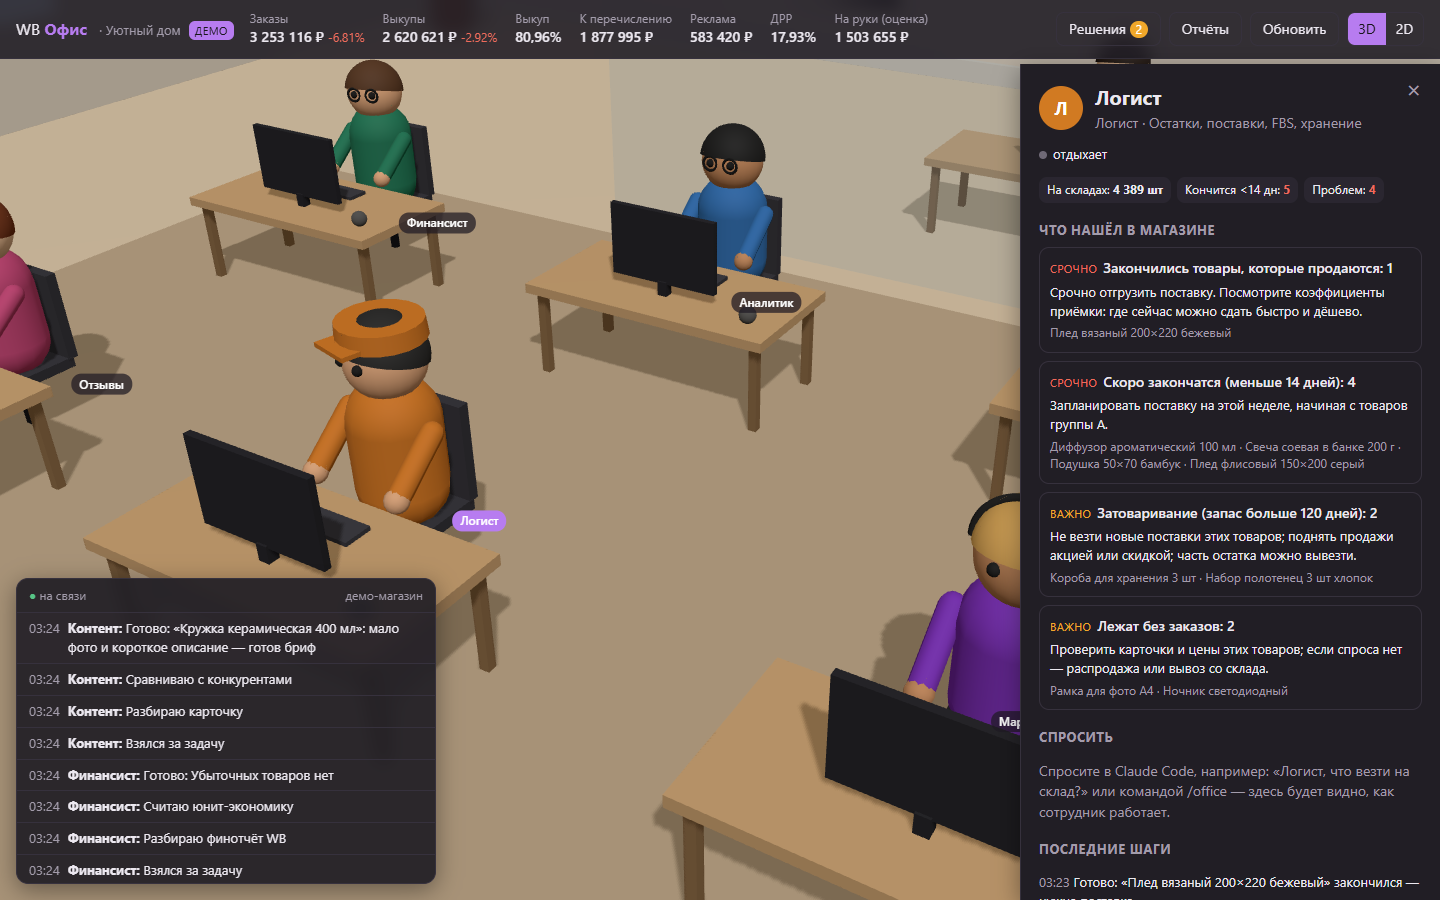 WB Офис · Уютный дом ДЕМО
Заказы
3 253 116 ₽ -6.81%
Выкупы
2 620 621 ₽ -2.92%
Выкуп
80,96%
К перечислению
1 877 995 ₽
Реклама
583 420 ₽
ДРР
17,93%
На руки (оценка)
1 503 655 ₽
Решения 2
Отчёты
Обновить
3D 2D
Финансист
Аналитик
Отзывы
Логист
Мар
на связи
демо-магазин
03:24 Контент: Готово: «Кружка керамическая 400 мл»: мало
фото и короткое описание — готов бриф
03:24 Контент: Сравниваю с конкурентами
03:24 Контент: Разбираю карточку
03:24 Контент: Взялся за задачу
03:24 Финансист: Готово: Убыточных товаров нет
03:24 Финансист: Считаю юнит-экономику
03:24 Финансист: Разбираю финотчёт WB
03:24 Финансист: Взялся за задачу
Л
Логист
Логист · Остатки, поставки, FBS, хранение
отдыхает
На складах: 4 389 шт
Кончится <14 дн: 5
Проблем: 4
ЧТО НАШЁЛ В МАГАЗИНЕ
СРОЧНО Закончились товары, которые продаются: 1
Срочно отгрузить поставку. Посмотрите коэффициенты
приёмки: где сейчас можно сдать быстро и дёшево.
Плед вязаный 200×220 бежевый
СРОЧНО Скоро закончатся (меньше 14 дней): 4
Запланировать поставку на этой неделе, начиная с товаров
группы А.
Диффузор ароматический 100 мл · Свеча соевая в банке 200 г ·
Подушка 50×70 бамбук · Плед флисовый 150×200 серый
ВАЖНО Затоваривание (запас больше 120 дней): 2
Не везти новые поставки этих товаров; поднять продажи
акцией или скидкой; часть остатка можно вывезти.
Короба для хранения 3 шт · Набор полотенец 3 шт хлопок
ВАЖНО Лежат без заказов: 2
Проверить карточки и цены этих товаров; если спроса нет
— распродажа или вывоз со склада.
Рамка для фото А4 · Ночник светодиодный
СПРОСИТЬ
Спросите в Claude Code, например: «Логист, что везти на
склад?» или командой /office — здесь будет видно, как
сотрудник работает.
ПОСЛЕДНИЕ ШАГИ
03:23 Готово: «Плед вязаный 200×220 бежевый» закончился —